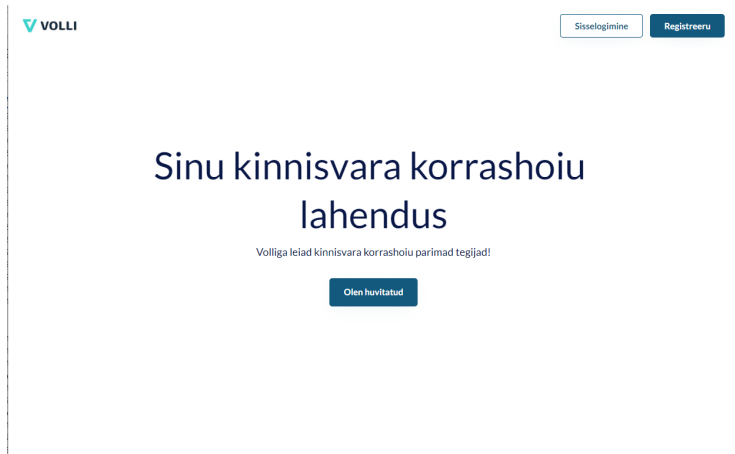 VOLLI
Sisselogimine
Registreeru
Sinu kinnisvara korrashoiu
lahendus
Volliga leiad kinnisvara korrashoiu parimad tegijad!
Olen huvitatud